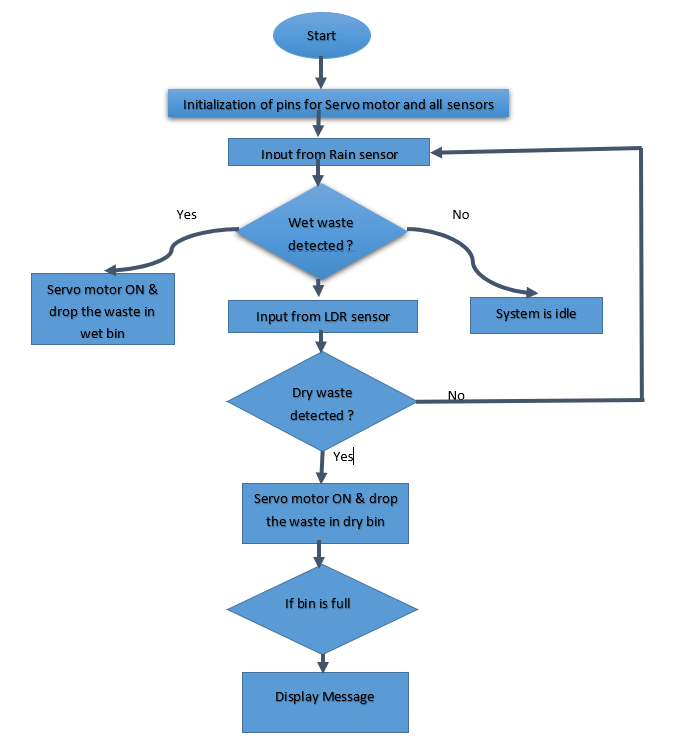 Start
Initialization of pins for Servo motor and all sensors
Input from Rain sensor
Wet waste
detected ?
Yes
No
Servo motor ON &
drop the waste in
wet bin
System is idle
Input from LDR sensor
Dry waste
detected ?
No
Yes
Servo motor ON & drop
the waste in dry bin
If bin is full
Display Message